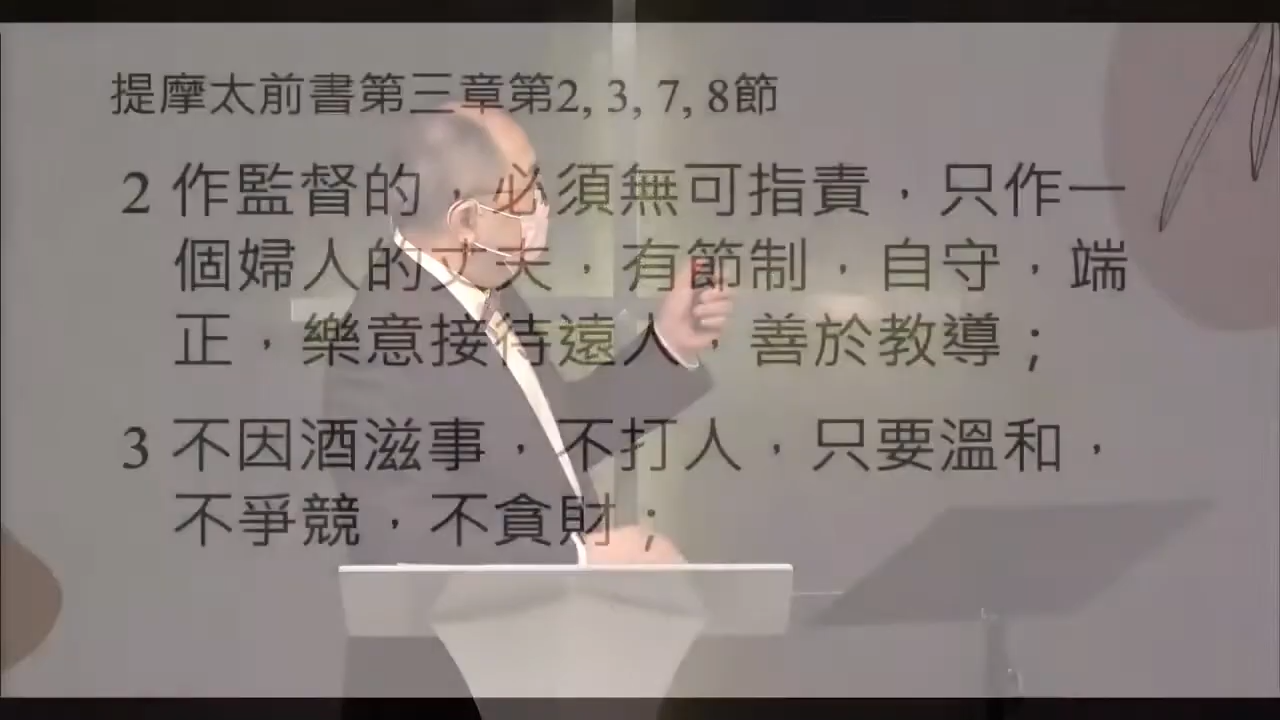 提摩太前書第三章第2, 3, 7, 8節
2 作監督的，必須無可指責，只作一
個婦人的丈夫，有節制，自守，端
正，樂意接待遠人，善於教導；
3 不因酒滋事，不打人，只要溫和，
不爭競，不貪財；